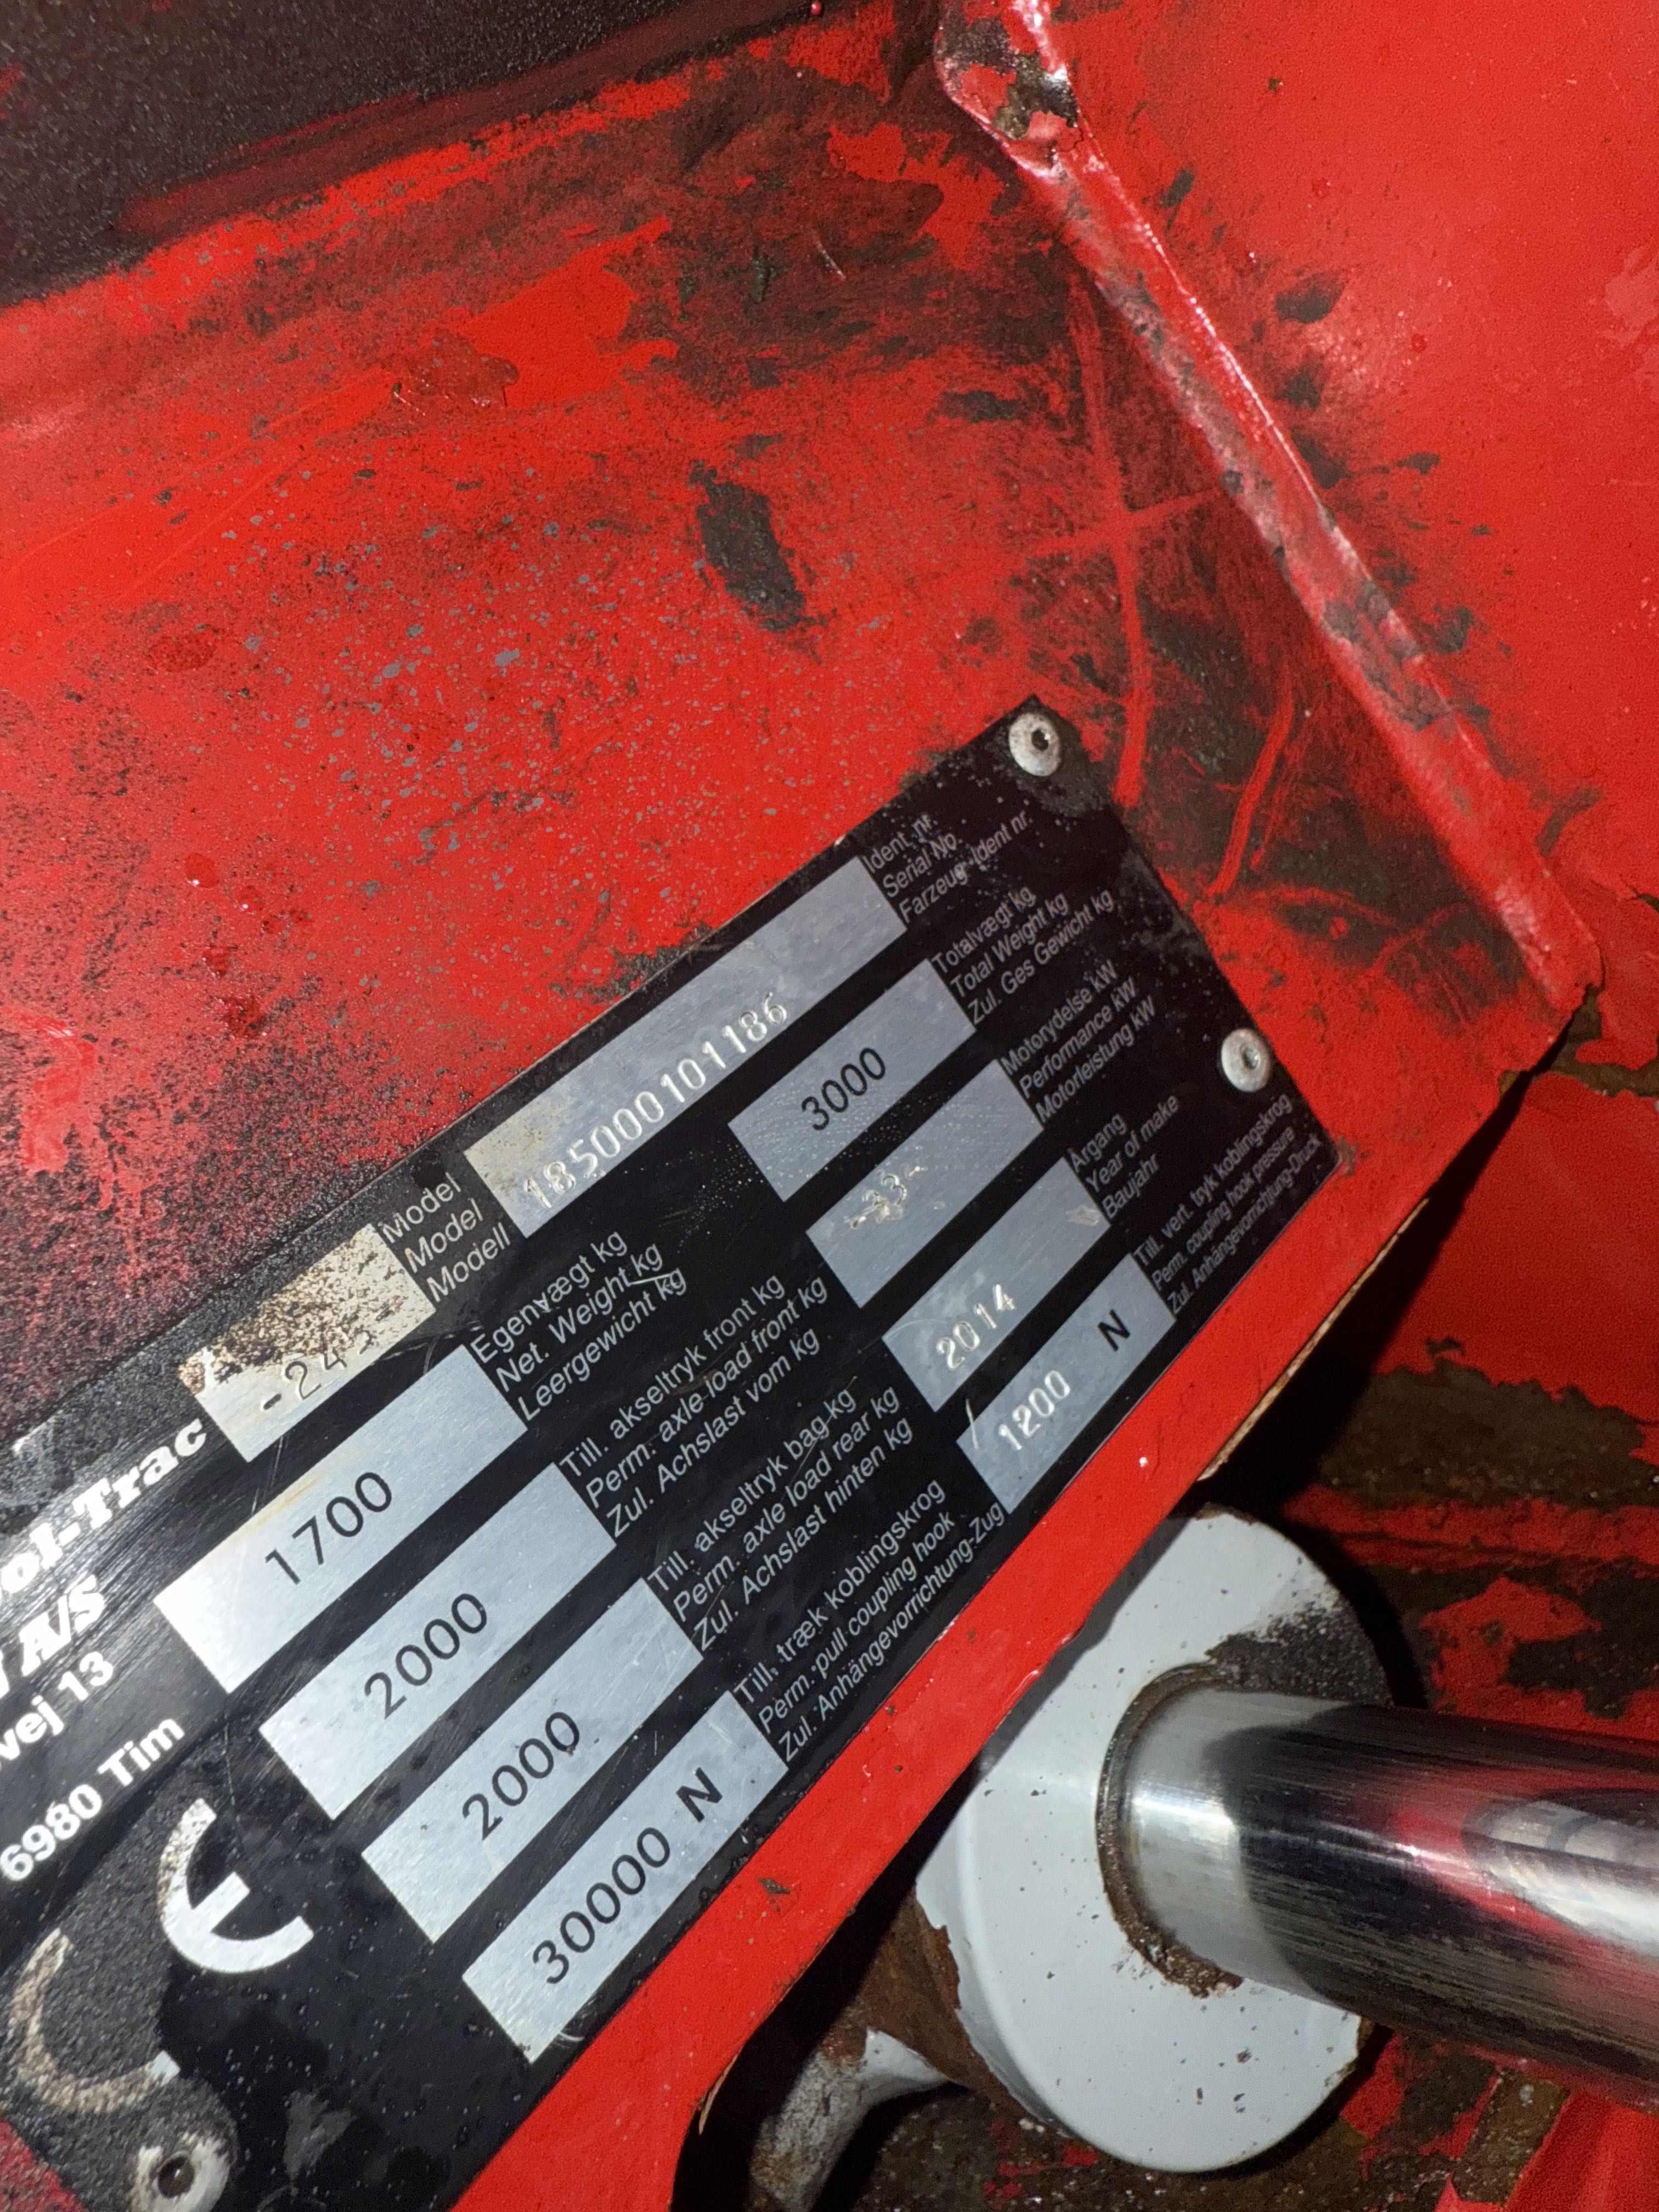 -Trac
A/S
vej 13
6980 Tim
CE
Model
Model
Modell
Egenvægt kg
Net. Weight kg
Leergewicht kg
1700
Till. akseltryk front kg
Perm. axle-load front kg
Zul. Achslast vorn kg
2000
Till. akseltryk bag kg
Perm. axle load rear kg
Zul. Achslast hinten kg
2000
Till. træk koblingskrog
Perm. pull coupling hook
Zul. Anhängevorrichtung-Zug
30000 N
185000101186
Ident. nr.
Serial No.
Farzeug-Ident nr.
3000
Totalvægt kg
Total Weight kg
Zul. Ges Gewicht kg
-33-
Motorydelse kW
Performance kW
Motorleistung kW
2014
Årgang
Year of make
Baujahr
1200 N
Till. vert. tryk koblingskrog
Perm. coupling hook pressure
Zul. Anhängevorrichtung-Druck